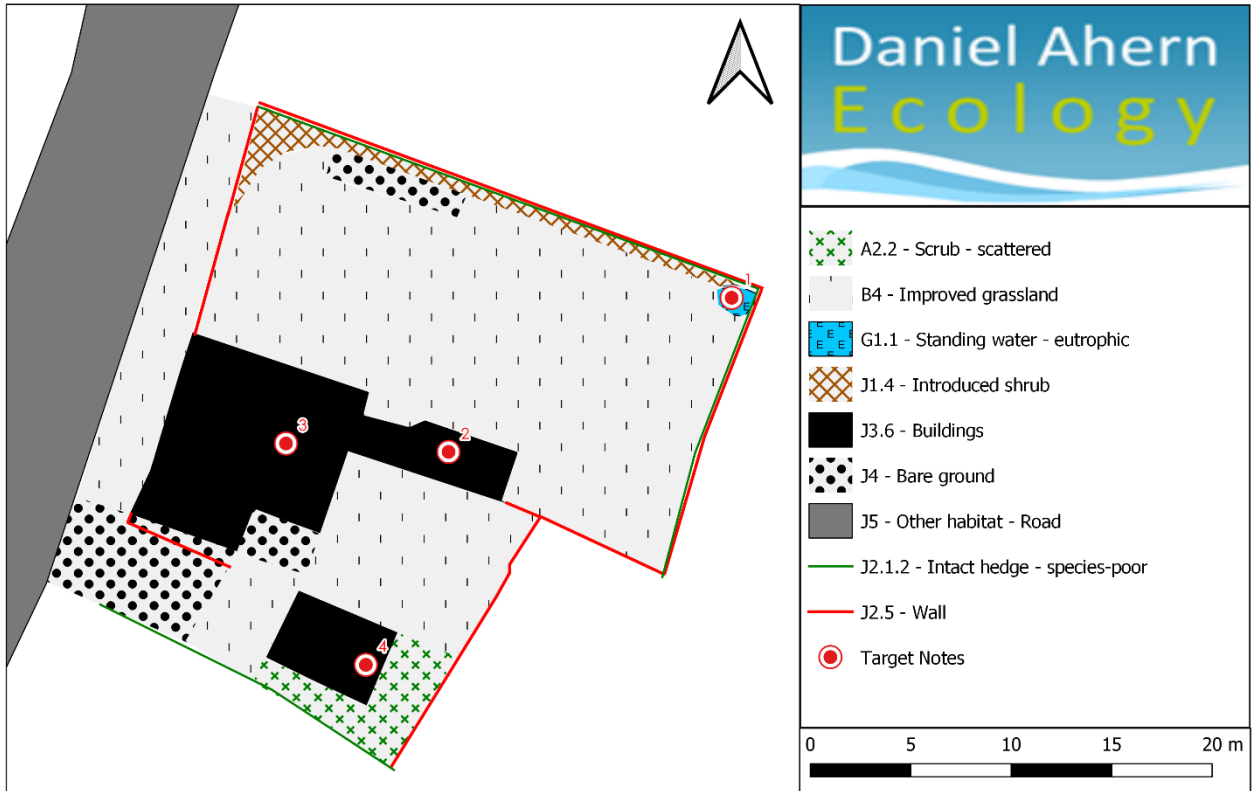 Daniel Ahern
Ecology
1
2
3
4
A2.2 - Scrub - scattered
B4 - Improved grassland
G1.1 - Standing water - eutrophic
J1.4 - Introduced shrub
J3.6 - Buildings
J4 - Bare ground
J5 - Other habitat - Road
J2.1.2 - Intact hedge - species-poor
J2.5 - Wall
Target Notes
0 5 10 15 20 m